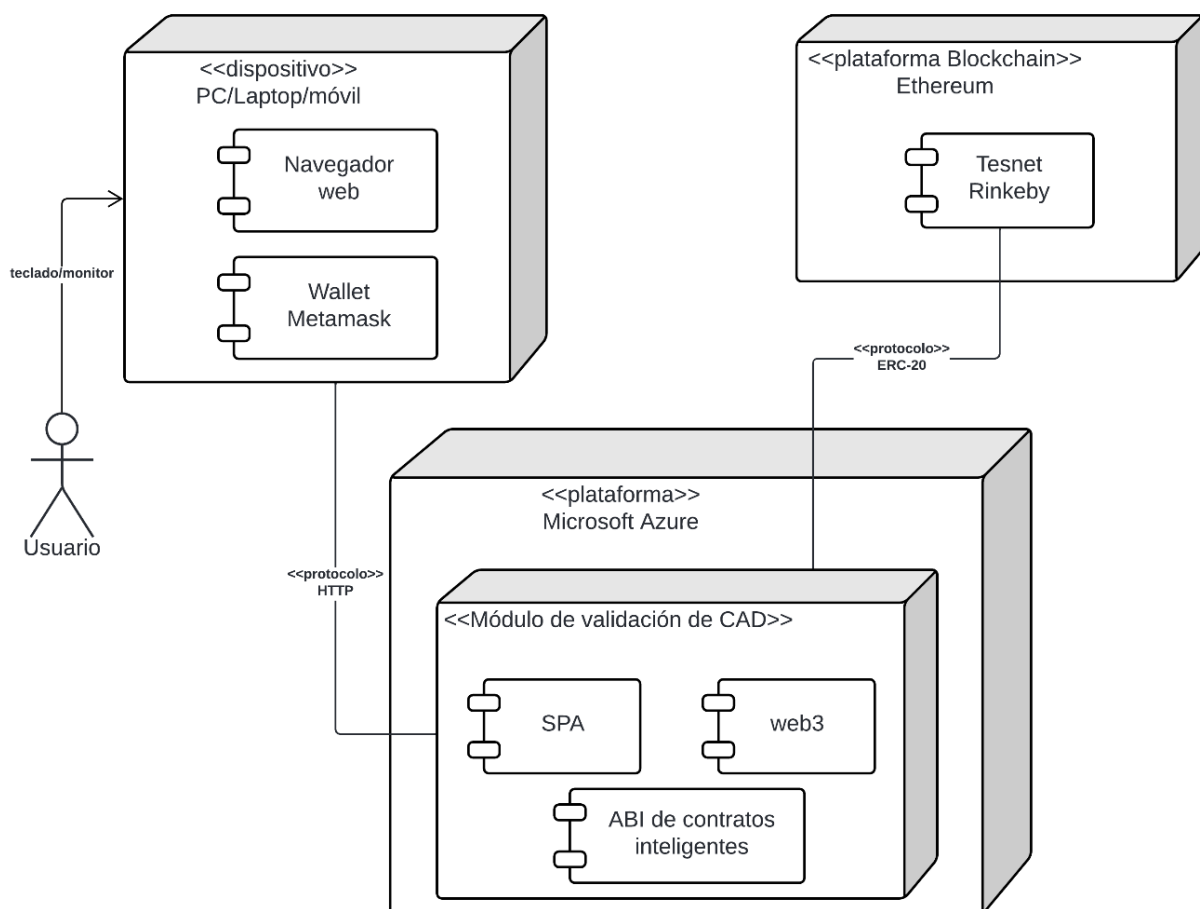 <<dispositivo>>
PC/Laptop/móvil
Navegador
web
Wallet
Metamask
<<plataforma Blockchain>>
Ethereum
Tesnet
Rinkeby
teclado/monitor
Usuario
<<protocolo>>
ERC-20
<<protocolo>>
HTTP
<<plataforma>>
Microsoft Azure
<<Módulo de validación de CAD>>
SPA
web3
ABI de contratos
inteligentes